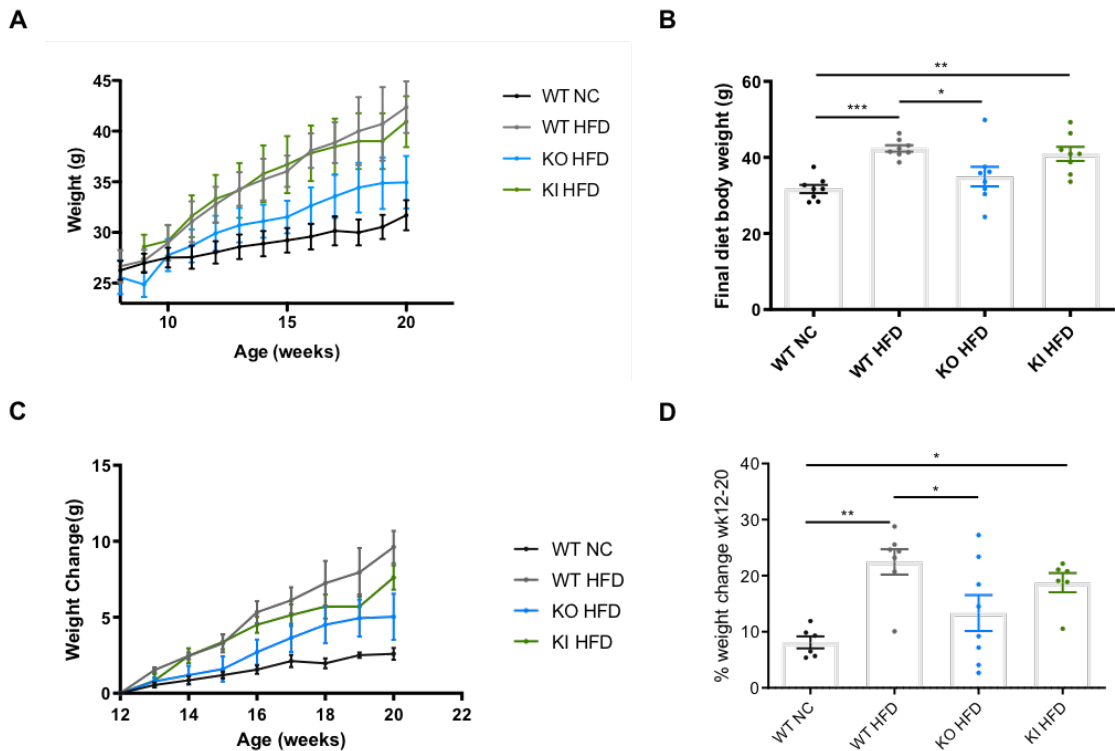 A
45
40
35
30
25
Weight (g)
10
15
20
Age (weeks)
WT NC
WT HFD
KO HFD
KI HFD
B
60
40
20
0
Final diet body weight (g)
**
***
*
WT NC
WT HFD
KO HFD
KI HFD
C
15
10
5
0
Weight Change(g)
12
14
16
18
20
22
Age (weeks)
WT NC
WT HFD
KO HFD
KI HFD
D
40
30
20
10
0
% weight change wk12-20
*
**
*
WT NC
WT HFD
KO HFD
KI HFD